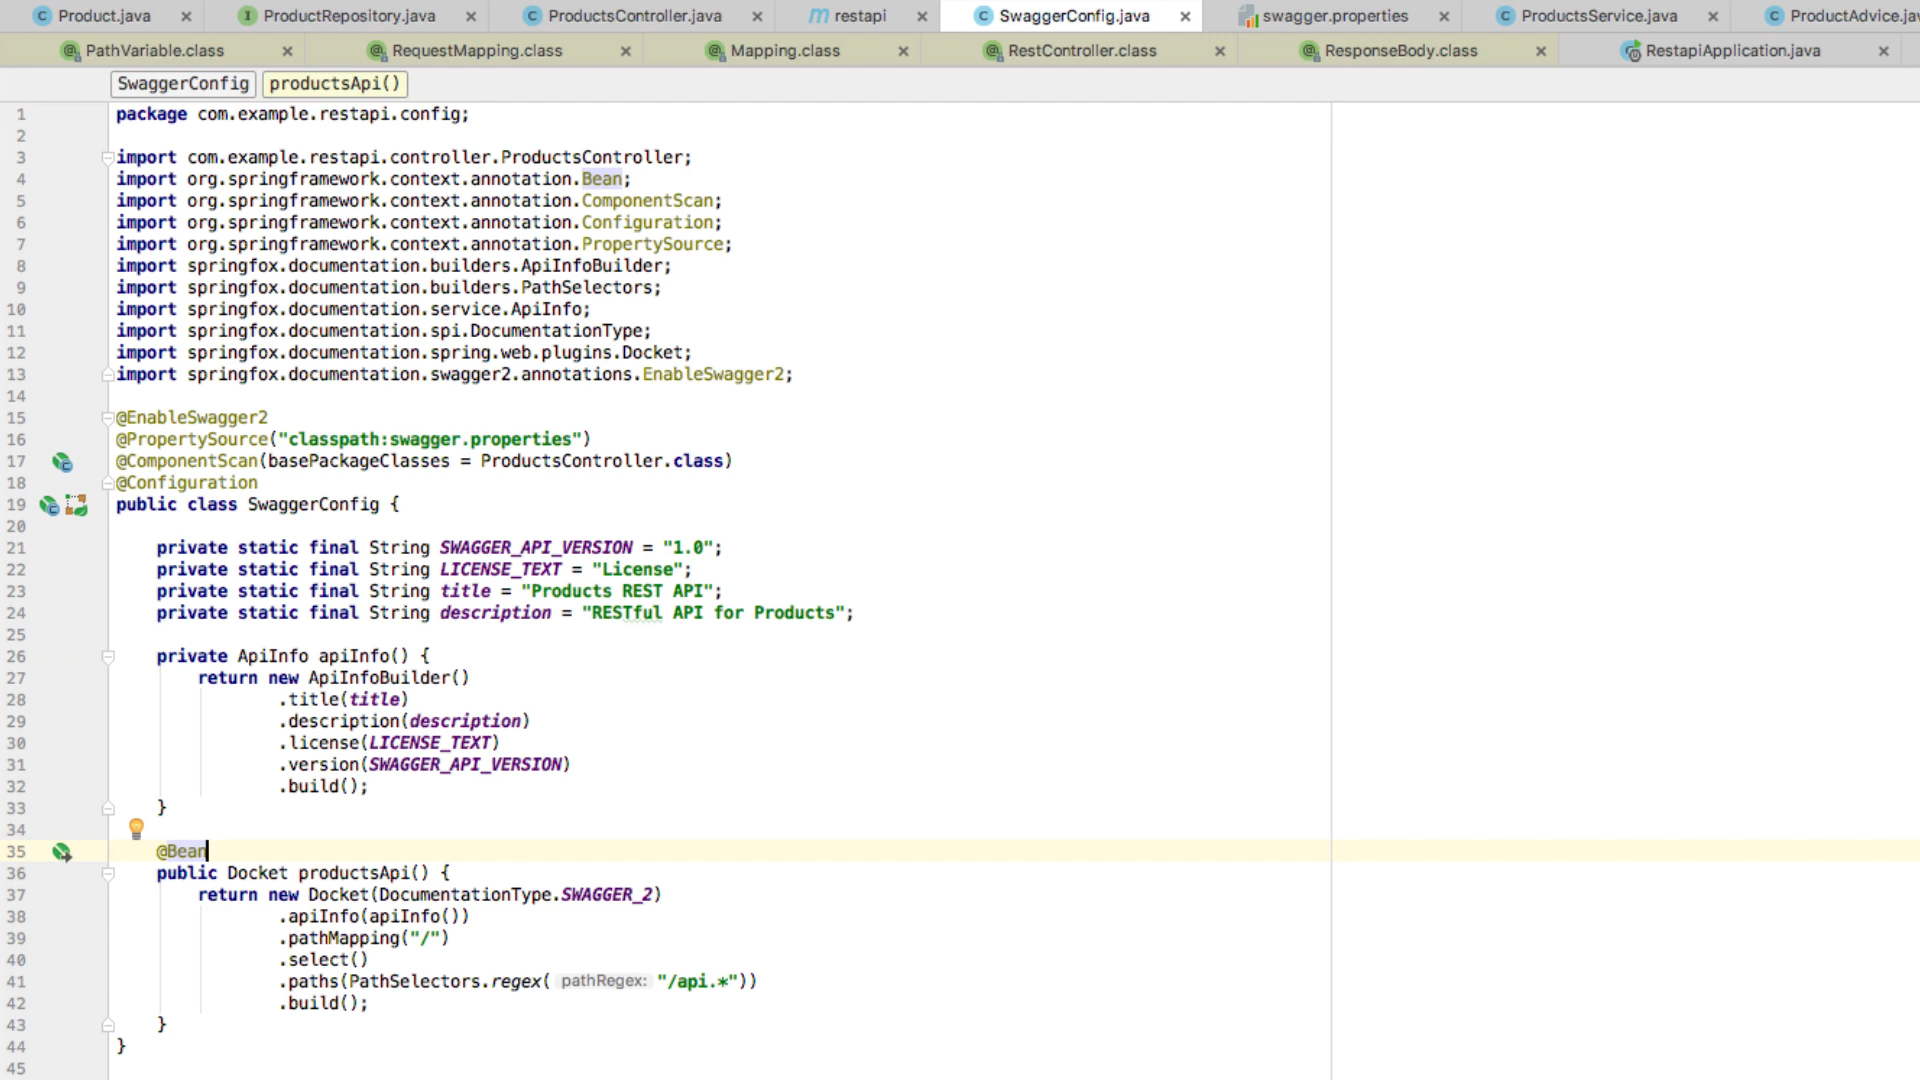 Product.java ProductRepository.java ProductsController.java restapi SwaggerConfig.java swagger.properties ProductsService.java ProductAdvice.jav
PathVariable.class RequestMapping.class Mapping.class RestController.class ResponseBody.class RestapiApplication.java
SwaggerConfig productsApi()
1 package com.example.restapi.config;
2
3 import com.example.restapi.controller.ProductsController;
4 import org.springframework.context.annotation.Bean;
5 import org.springframework.context.annotation.ComponentScan;
6 import org.springframework.context.annotation.Configuration;
7 import org.springframework.context.annotation.PropertySource;
8 import springfox.documentation.builders.ApiInfoBuilder;
9 import springfox.documentation.builders.PathSelectors;
10 import springfox.documentation.service.ApiInfo;
11 import springfox.documentation.spi.DocumentationType;
12 import springfox.documentation.spring.web.plugins.Docket;
13 import springfox.documentation.swagger2.annotations.EnableSwagger2;
14
15 @EnableSwagger2
16 @PropertySource("classpath:swagger.properties")
17 @ComponentScan(basePackageClasses = ProductsController.class)
18 @Configuration
19 public class SwaggerConfig {
20
21 private static final String SWAGGER_API_VERSION = "1.0";
22 private static final String LICENSE_TEXT = "License";
23 private static final String title = "Products REST API";
24 private static final String description = "RESTful API for Products";
25
26 private ApiInfo apiInfo() {
27 return new ApiInfoBuilder()
28 .title(title)
29 .description(description)
30 .license(LICENSE_TEXT)
31 .version(SWAGGER_API_VERSION)
32 .build();
33 }
34
35 @Bean
36 public Docket productsApi() {
37 return new Docket(DocumentationType.SWAGGER_2)
38 .apiInfo(apiInfo())
39 .pathMapping("/")
40 .select()
41 .paths(PathSelectors.regex( pathRegex: "/api.*"))
42 .build();
43 }
44 }
45